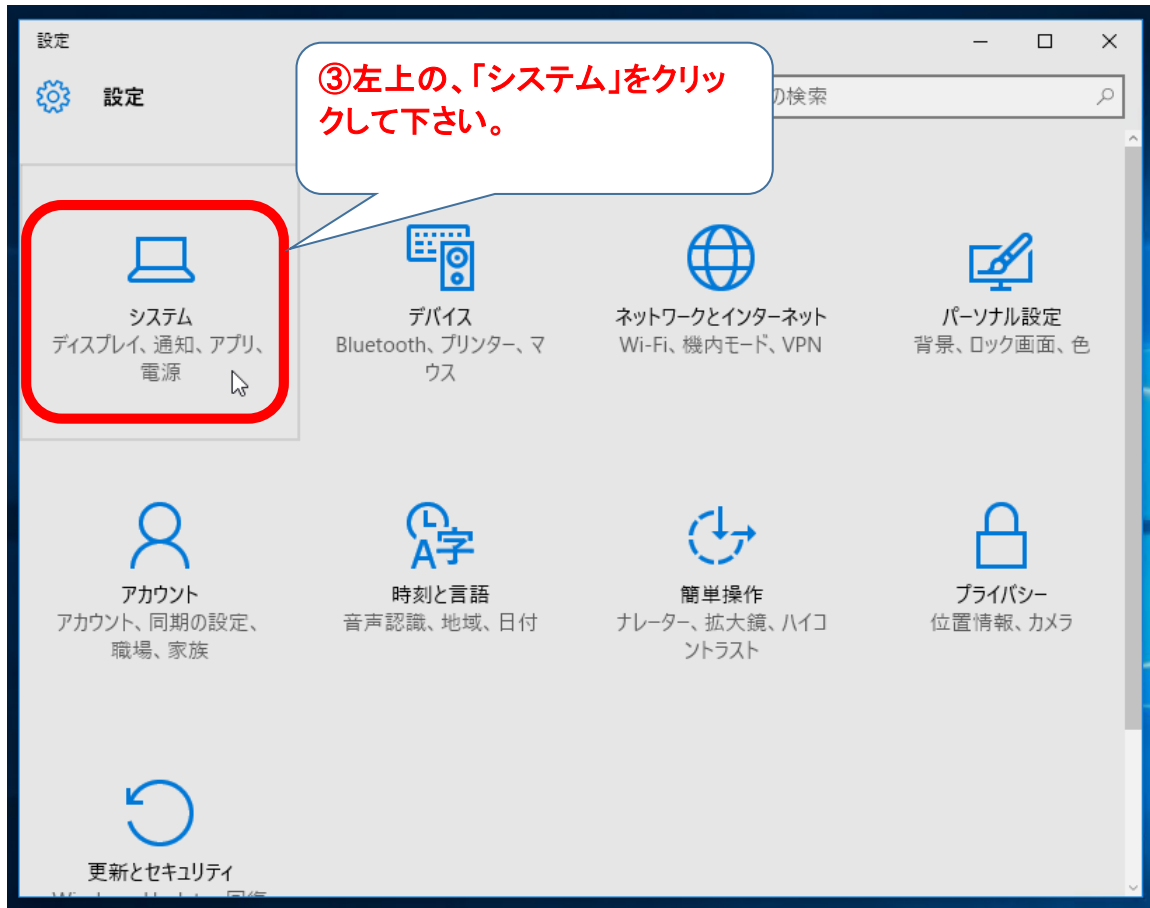 設定
設定
③左上の、「システム」をクリッ
クして下さい。
の検索
システム
ディスプレイ、通知、アプリ、
電源
デバイス
Bluetooth、プリンター、マ
ウス
ネットワークとインターネット
Wi-Fi、機内モード、VPN
パーソナル設定
背景、ロック画面、色
アカウント
アカウント、同期の設定、
職場、家族
時刻と言語
音声認識、地域、日付
簡単操作
ナレーター、拡大鏡、ハイコ
ントラスト
プライバシー
位置情報、カメラ
更新とセキュリティ